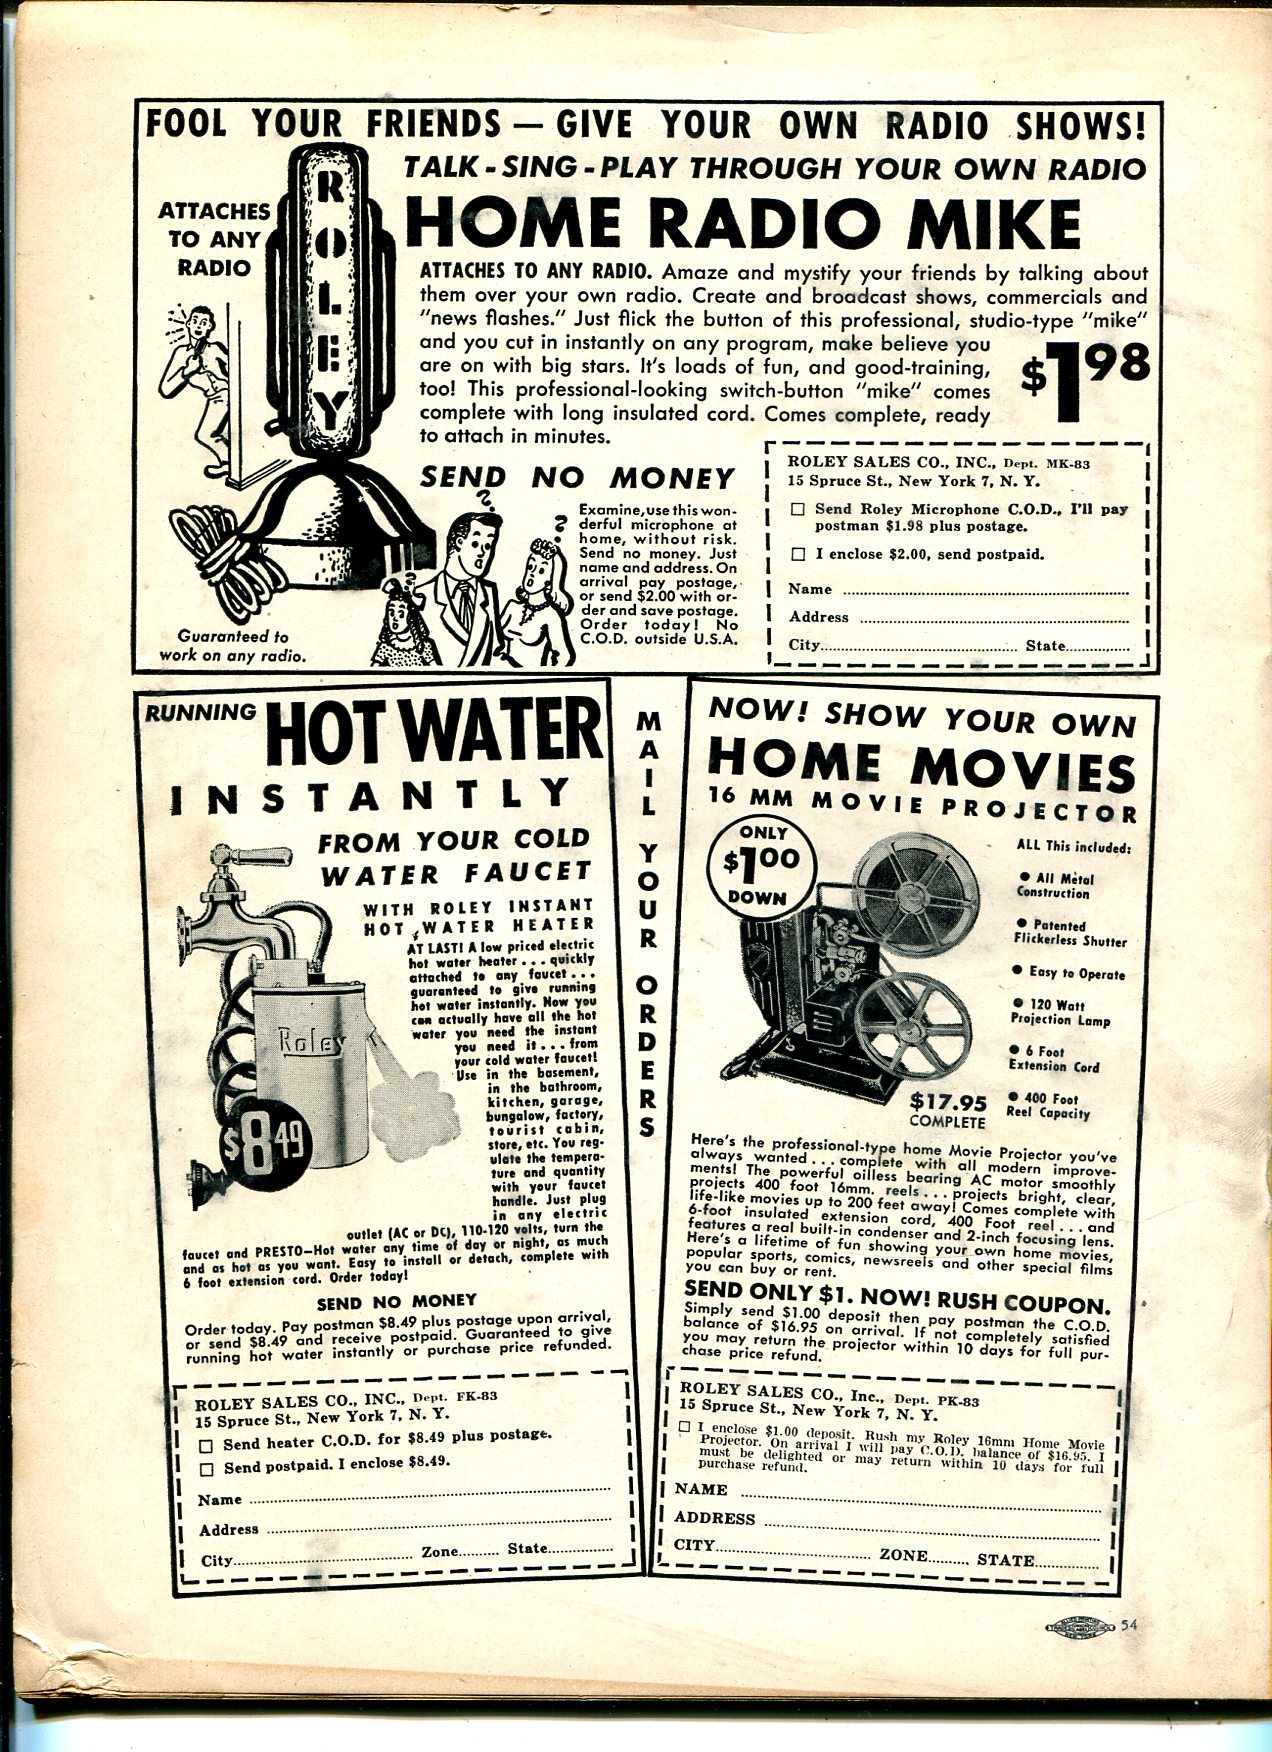 FOOL YOUR FRIENDS — GIVE YOUR OWN RADIO SHOWS!
TALK - SING - PLAY THROUGH YOUR OWN RADIO
HOME RADIO MIKE
ATTACHES
TO ANY
RADIO
ROLEY
ATTACHES TO ANY RADIO. Amaze and mystify your friends by talking about
them over your own radio. Create and broadcast shows, commercials and
"news flashes." Just flick the button of this professional, studio-type "mike"
and you cut in instantly on any program, make believe you
are on with big stars. It's loads of fun, and good-training,
too! This professional-looking switch-button "mike" comes
complete with long insulated cord. Comes complete, ready
to attach in minutes.
$1 98
SEND NO MONEY
?
?
Examine, use this won-
derful microphone at
home, without risk.
Send no money. Just
name and address. On
arrival pay postage,
or send $2.00 with or-
der and save postage.
Order today! No
C.O.D. outside U.S.A.
Guaranteed to
work on any radio.
ROLEY SALES CO., INC., Dept. MK-83
15 Spruce St., New York 7, N. Y.
☐ Send Roley Microphone C.O.D., I'll pay
postman $1.98 plus postage.
☐ I enclose $2.00, send postpaid.
Name
Address
City State
RUNNING HOT WATER
INSTANTLY
FROM YOUR COLD
WATER FAUCET
WITH ROLEY INSTANT
HOT WATER HEATER
AT LAST! A low priced electric
hot water heater . . . quickly
attached to any faucet . . .
guaranteed to give running
hot water instantly. Now you
can actually have all the hot
water you need the instant
you need it . . . from
your cold water faucet!
Use in the basement,
in the bathroom,
kitchen, garage,
bungalow, factory,
tourist cabin,
store, etc. You reg-
ulate the tempera-
ture and quantity
with your faucet
handle. Just plug
in any electric
outlet (AC or DC), 110-120 volts, turn the
faucet and PRESTO—Hot water any time of day or night, as much
and as hot as you want. Easy to install or detach, complete with
6 foot extension cord. Order today!
Roley
$8 49
SEND NO MONEY
Order today. Pay postman $8.49 plus postage upon arrival,
or send $8.49 and receive postpaid. Guaranteed to give
running hot water instantly or purchase price refunded.
ROLEY SALES CO., INC., Dept. FK-83
15 Spruce St., New York 7, N. Y.
☐ Send heater C.O.D. for $8.49 plus postage.
☐ Send postpaid. I enclose $8.49.
Name
Address
City Zone State
MAIL YOUR ORDERS
NOW! SHOW YOUR OWN
HOME MOVIES
16 MM MOVIE PROJECTOR
ONLY
$1 00
DOWN
ALL This included:
● All Metal
Construction
● Patented
Flickerless Shutter
● Easy to Operate
● 120 Watt
Projection Lamp
● 6 Foot
Extension Cord
● 400 Foot
Reel Capacity
$17.95
COMPLETE
Here's the professional-type home Movie Projector you've
always wanted . . . complete with all modern improve-
ments! The powerful oilless bearing AC motor smoothly
projects 400 foot 16mm. reels . . . projects bright, clear,
life-like movies up to 200 feet away! Comes complete with
6-foot insulated extension cord, 400 Foot reel . . . and
features a real built-in condenser and 2-inch focusing lens.
Here's a lifetime of fun showing your own home movies,
popular sports, comics, newsreels and other special films
you can buy or rent.
SEND ONLY $1. NOW! RUSH COUPON.
Simply send $1.00 deposit then pay postman the C.O.D.
balance of $16.95 on arrival. If not completely satisfied
you may return the projector within 10 days for full pur-
chase price refund.
ROLEY SALES CO., Inc., Dept. PK-83
15 Spruce St., New York 7, N. Y.
☐ I enclose $1.00 deposit. Rush my Roley 16mm Home Movie
Projector. On arrival I will pay C.O.D. balance of $16.95. I
must be delighted or may return within 10 days for full
purchase refund.
NAME
ADDRESS
CITY ZONE STATE
54